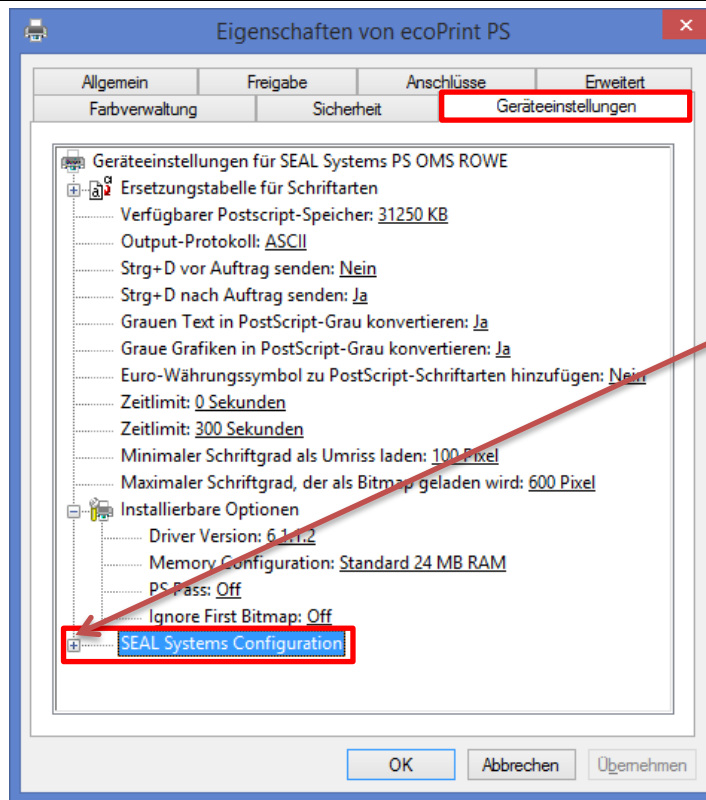 Eigenschaften von ecoPrint PS
Allgemein Freigabe Anschlüsse Erweitert
Farbverwaltung Sicherheit Geräteeinstellungen
Geräteeinstellungen für SEAL Systems PS OMS ROWE
Ersetzungstabelle für Schriftarten
Verfügbarer Postscript-Speicher: 31250 KB
Output-Protokoll: ASCII
Strg+D vor Auftrag senden: Nein
Strg+D nach Auftrag senden: Ja
Grauen Text in PostScript-Grau konvertieren: Ja
Graue Grafiken in PostScript-Grau konvertieren: Ja
Euro-Währungssymbol zu PostScript-Schriftarten hinzufügen: Nein
Zeitlimit: 0 Sekunden
Zeitlimit: 300 Sekunden
Minimaler Schriftgrad als Umriss laden: 100 Pixel
Maximaler Schriftgrad, der als Bitmap geladen wird: 600 Pixel
Installierbare Optionen
Driver Version: 6.1.1.2
Memory Configuration: Standard 24 MB RAM
PS Pass: Off
Ignore First Bitmap: Off
SEAL Systems Configuration
OK Abbrechen Übernehmen